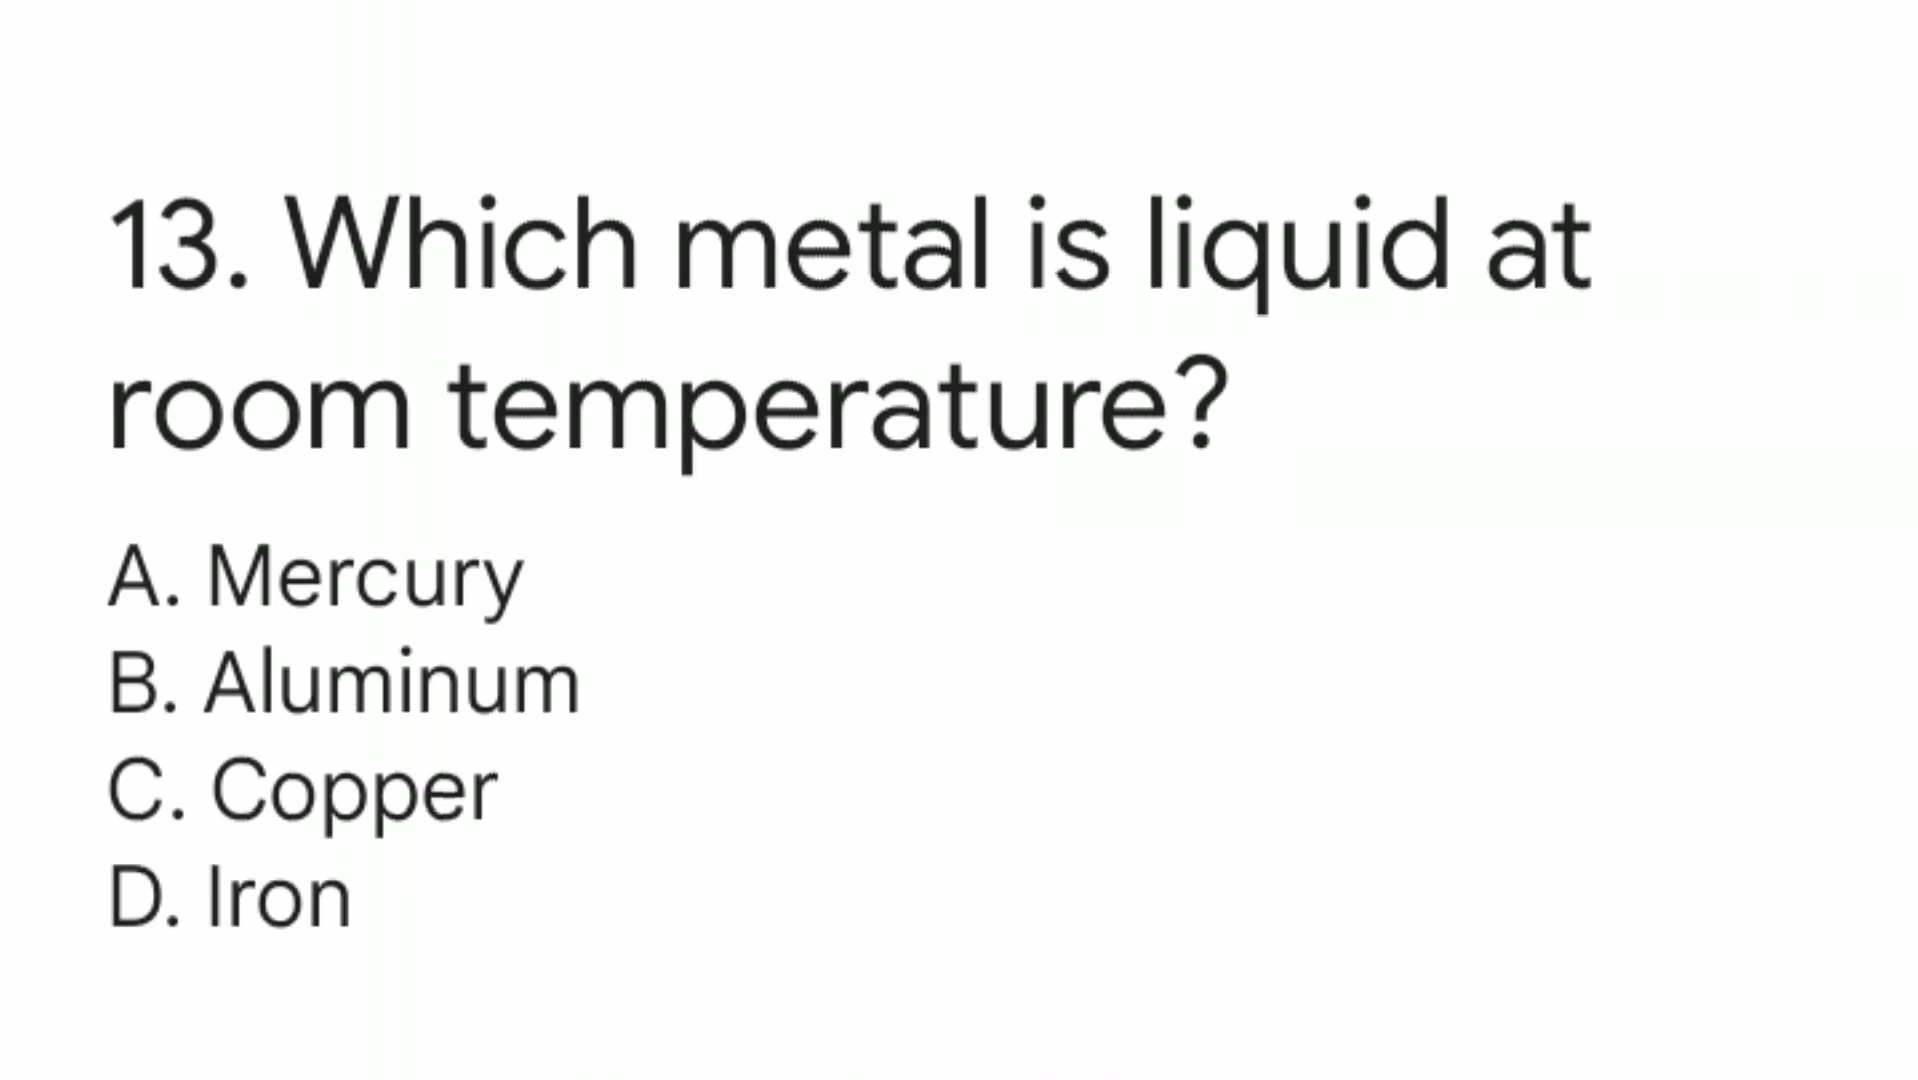 13. Which metal is liquid at
room temperature?
A. Mercury
B. Aluminum
C. Copper
D. Iron